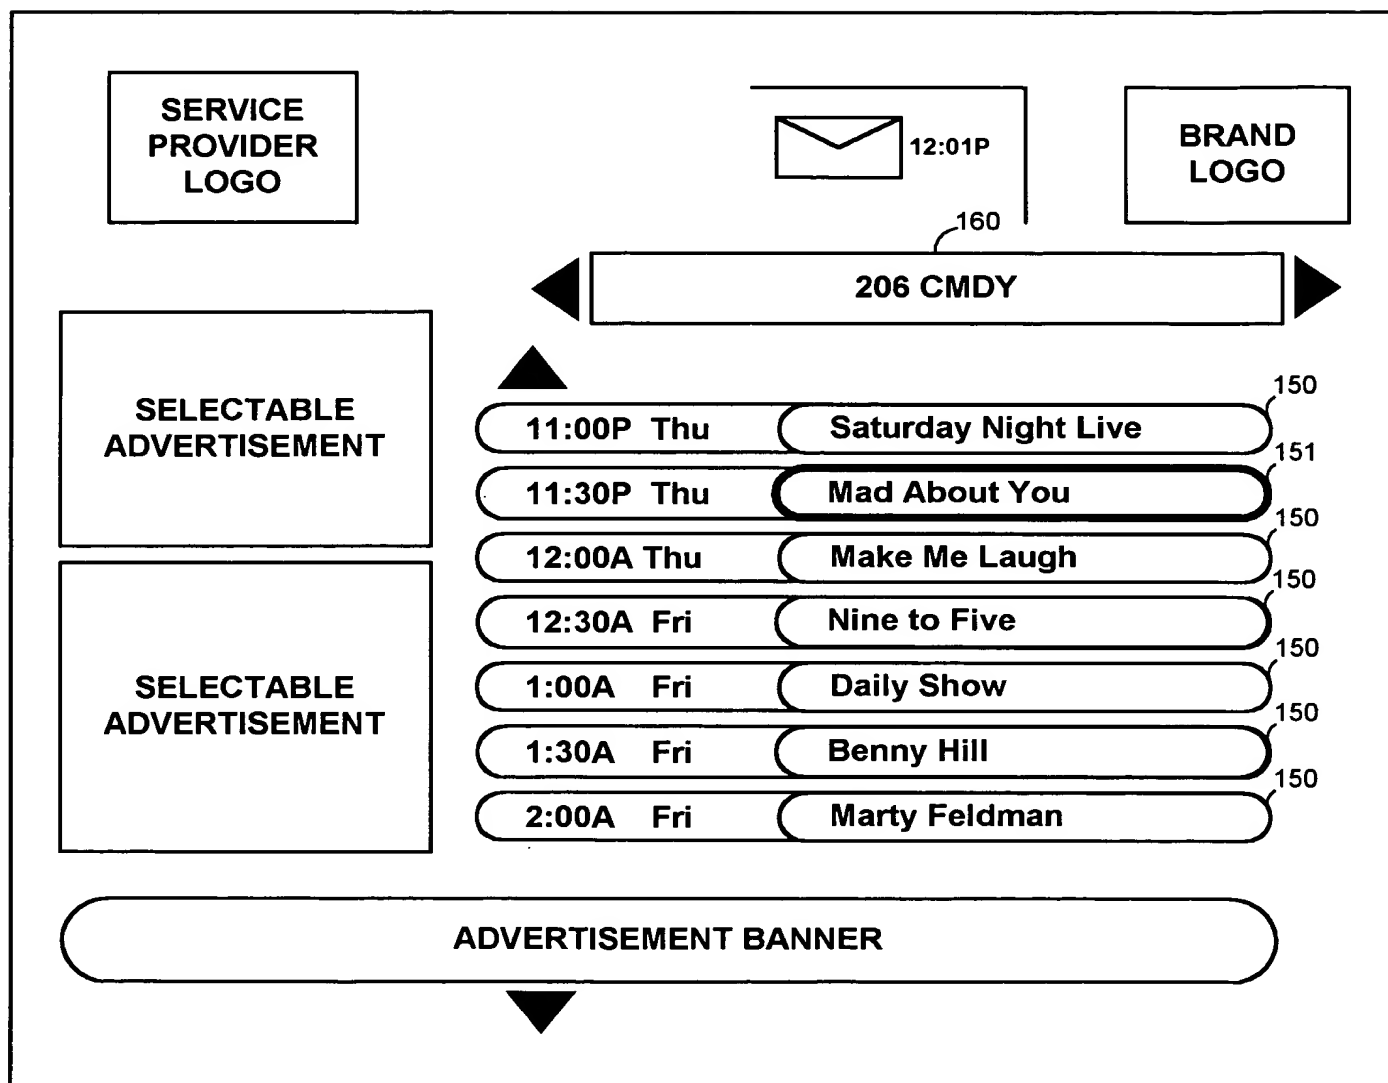 SERVICE
PROVIDER
LOGO
12:01P
BRAND
LOGO
160
206 CMDY
SELECTABLE
ADVERTISEMENT
150
11:00P Thu Saturday Night Live
151
11:30P Thu Mad About You
150
12:00A Thu Make Me Laugh
150
12:30A Fri Nine to Five
150
1:00A Fri Daily Show
150
1:30A Fri Benny Hill
150
2:00A Fri Marty Feldman
SELECTABLE
ADVERTISEMENT
ADVERTISEMENT BANNER